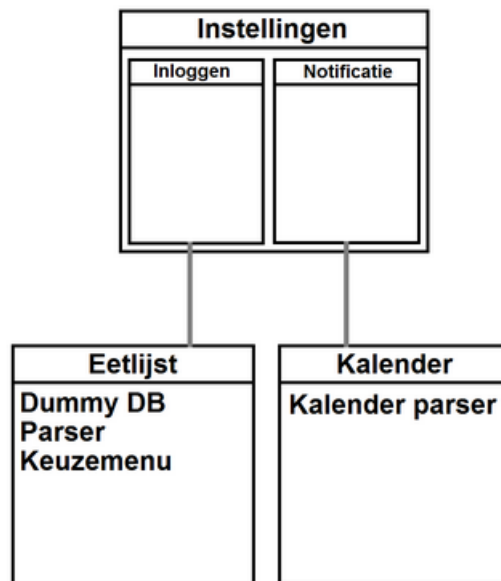 Instellingen
Inloggen
Notificatie
Eetlijst
Dummy DB
Parser
Keuzemenu
Kalender
Kalender parser